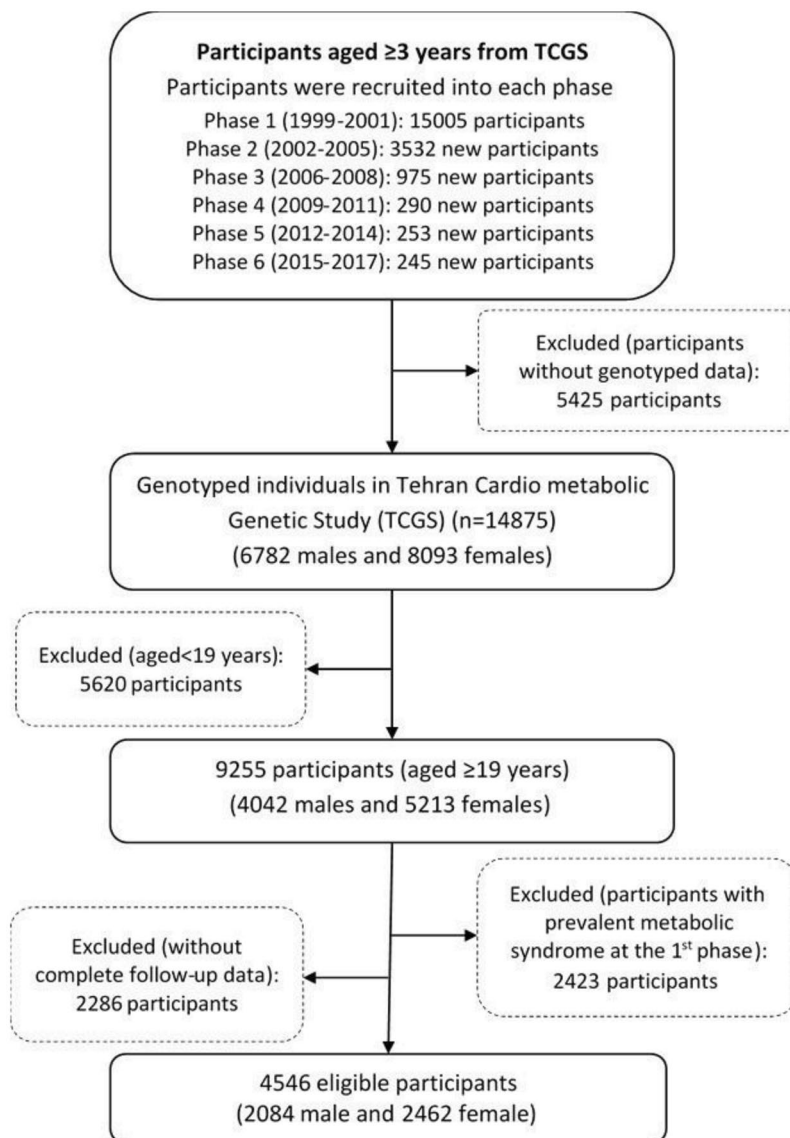 Participants aged ≥3 years from TCGS
Participants were recruited into each phase
Phase 1 (1999-2001): 15005 participants
Phase 2 (2002-2005): 3532 new participants
Phase 3 (2006-2008): 975 new participants
Phase 4 (2009-2011): 290 new participants
Phase 5 (2012-2014): 253 new participants
Phase 6 (2015-2017): 245 new participants
Excluded (participants
without genotyped data):
5425 participants
Genotyped individuals in Tehran Cardio metabolic
Genetic Study (TCGS) (n=14875)
(6782 males and 8093 females)
Excluded (aged<19 years):
5620 participants
9255 participants (aged ≥19 years)
(4042 males and 5213 females)
Excluded (participants with
prevalent metabolic
syndrome at the 1st phase):
2423 participants
Excluded (without
complete follow-up data):
2286 participants
4546 eligible participants
(2084 male and 2462 female)